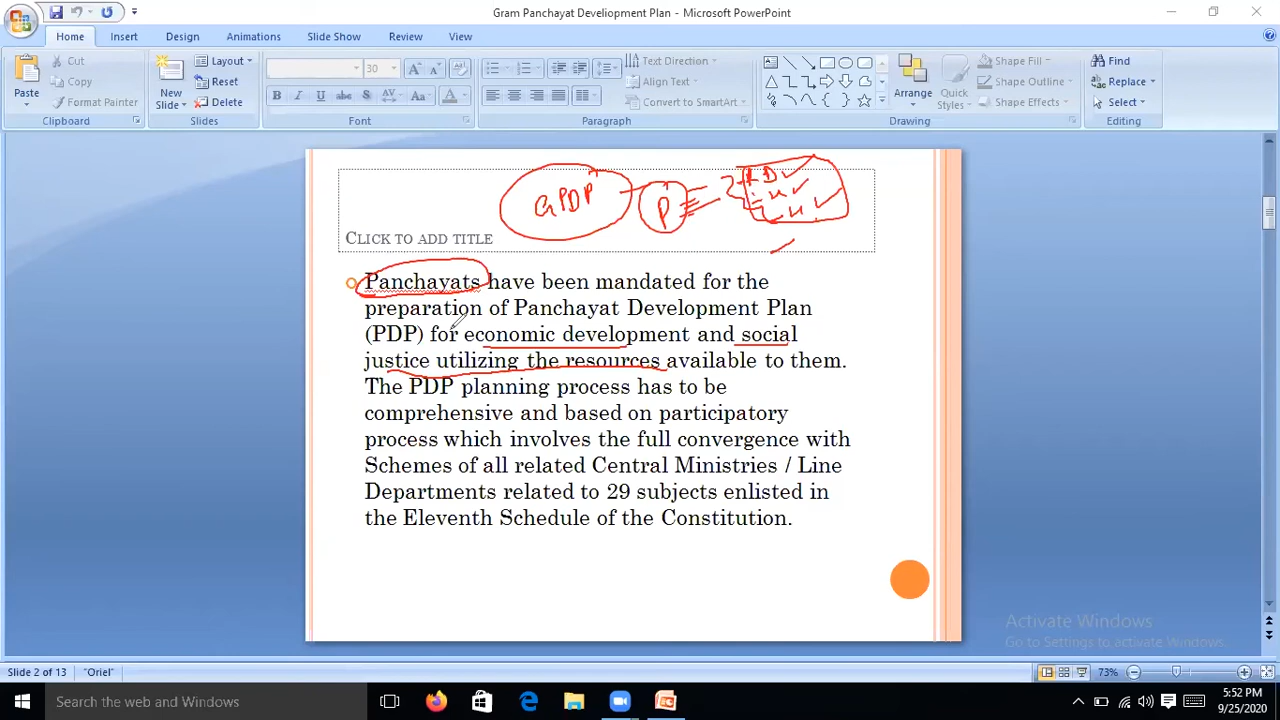 Gram Panchayat Develiopment Plan - Microsoft PowerPoint
Home Insert Design Animations Slide Show Review View
Paste
Cut
Copy
Format Painter
Clipboard
New Slide
Layout
Reset
Delete
Slides
30
B I U abc S AV Aa A
Font
Text Direction
Align Text
Convert to SmartArt
Paragraph
Arrange
Quick Styles
Shape Fill
Shape Outline
Shape Effects
Drawing
Find
Replace
Select
Editing
GPDP
P
RD
CLICK TO ADD TITLE
Panchayats have been mandated for the
preparation of Panchayat Development Plan
(PDP) for economic development and social
justice utilizing the resources available to them.
The PDP planning process has to be
comprehensive and based on participatory
process which involves the full convergence with
Schemes of all related Central Ministries / Line
Departments related to 29 subjects enlisted in
the Eleventh Schedule of the Constitution.
Activate Windows
Go to Settings to activate Windows.
Slide 2 of 13 "Oriel" 73%
Search the web and Windows
5:52 PM
9/25/2020